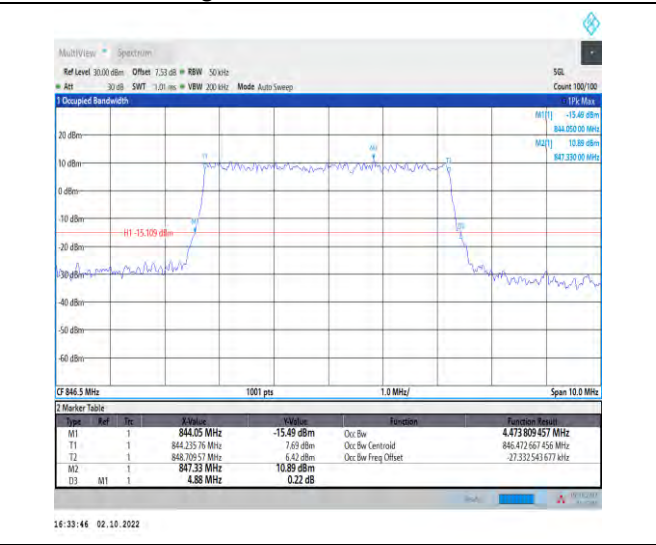 MultiView Spectrum
Ref Level 30.00 dBm Offset 7.53 dB RBW 50 kHz SGL
Att 30 dB SWT 1.01 ms VBW 200 kHz Mode Auto Sweep Count 100/100
1 Occupied Bandwidth 1Pk Max
M1[1] -15.49 dBm
844.050 00 MHz
M2[1] 10.89 dBm
847.330 00 MHz
20 dBm
10 dBm
0 dBm
-10 dBm
H1 -15.109 dBm
-20 dBm
-30 dBm
-40 dBm
-50 dBm
-60 dBm
M2
T1
M1
CF 846.5 MHz 1001 pts 1.0 MHz/ Span 10.0 MHz
2 Marker Table
Type Ref Trc X-Value Y-Value Function Function Result
M1 1 844.05 MHz -15.49 dBm Occ Bw 4.473 809 457 MHz
T1 1 844.235 76 MHz 7.69 dBm Occ Bw Centroid 846.472 667 456 MHz
T2 1 848.709 57 MHz 6.42 dBm Occ Bw Freq Offset -27.332 543 677 kHz
M2 1 847.33 MHz 10.89 dBm
D3 M1 1 4.88 MHz 0.22 dB
16:33:46 02.10.2022